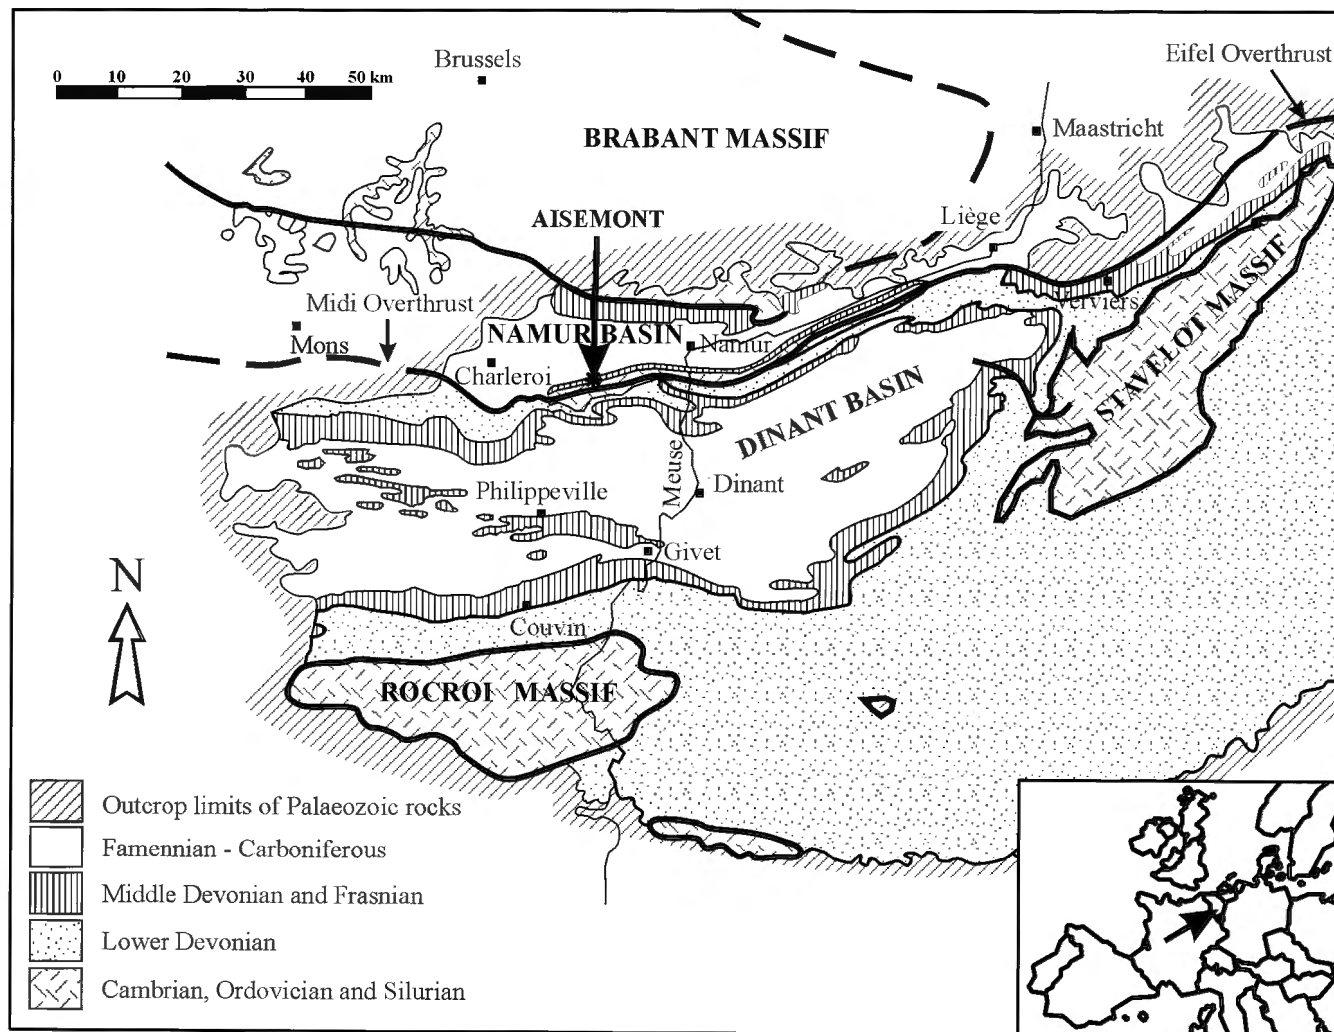 Eifel Overthrust
Brussels
0 10 20 30 40 50 km
BRABANT MASSIF
Maastricht
AISEMONT
Liège
Midi Overthrust
Verviers
NAMUR BASIN
Namur
Mons
Charleroi
STAVELOT MASSIF
DINANT BASIN
Meuse
Dinant
Philippeville
Givet
N
Couvin
ROCROI MASSIF
Outcrop limits of Palaeozoic rocks
Famennian - Carboniferous
Middle Devonian and Frasnian
Lower Devonian
Cambrian, Ordovician and Silurian